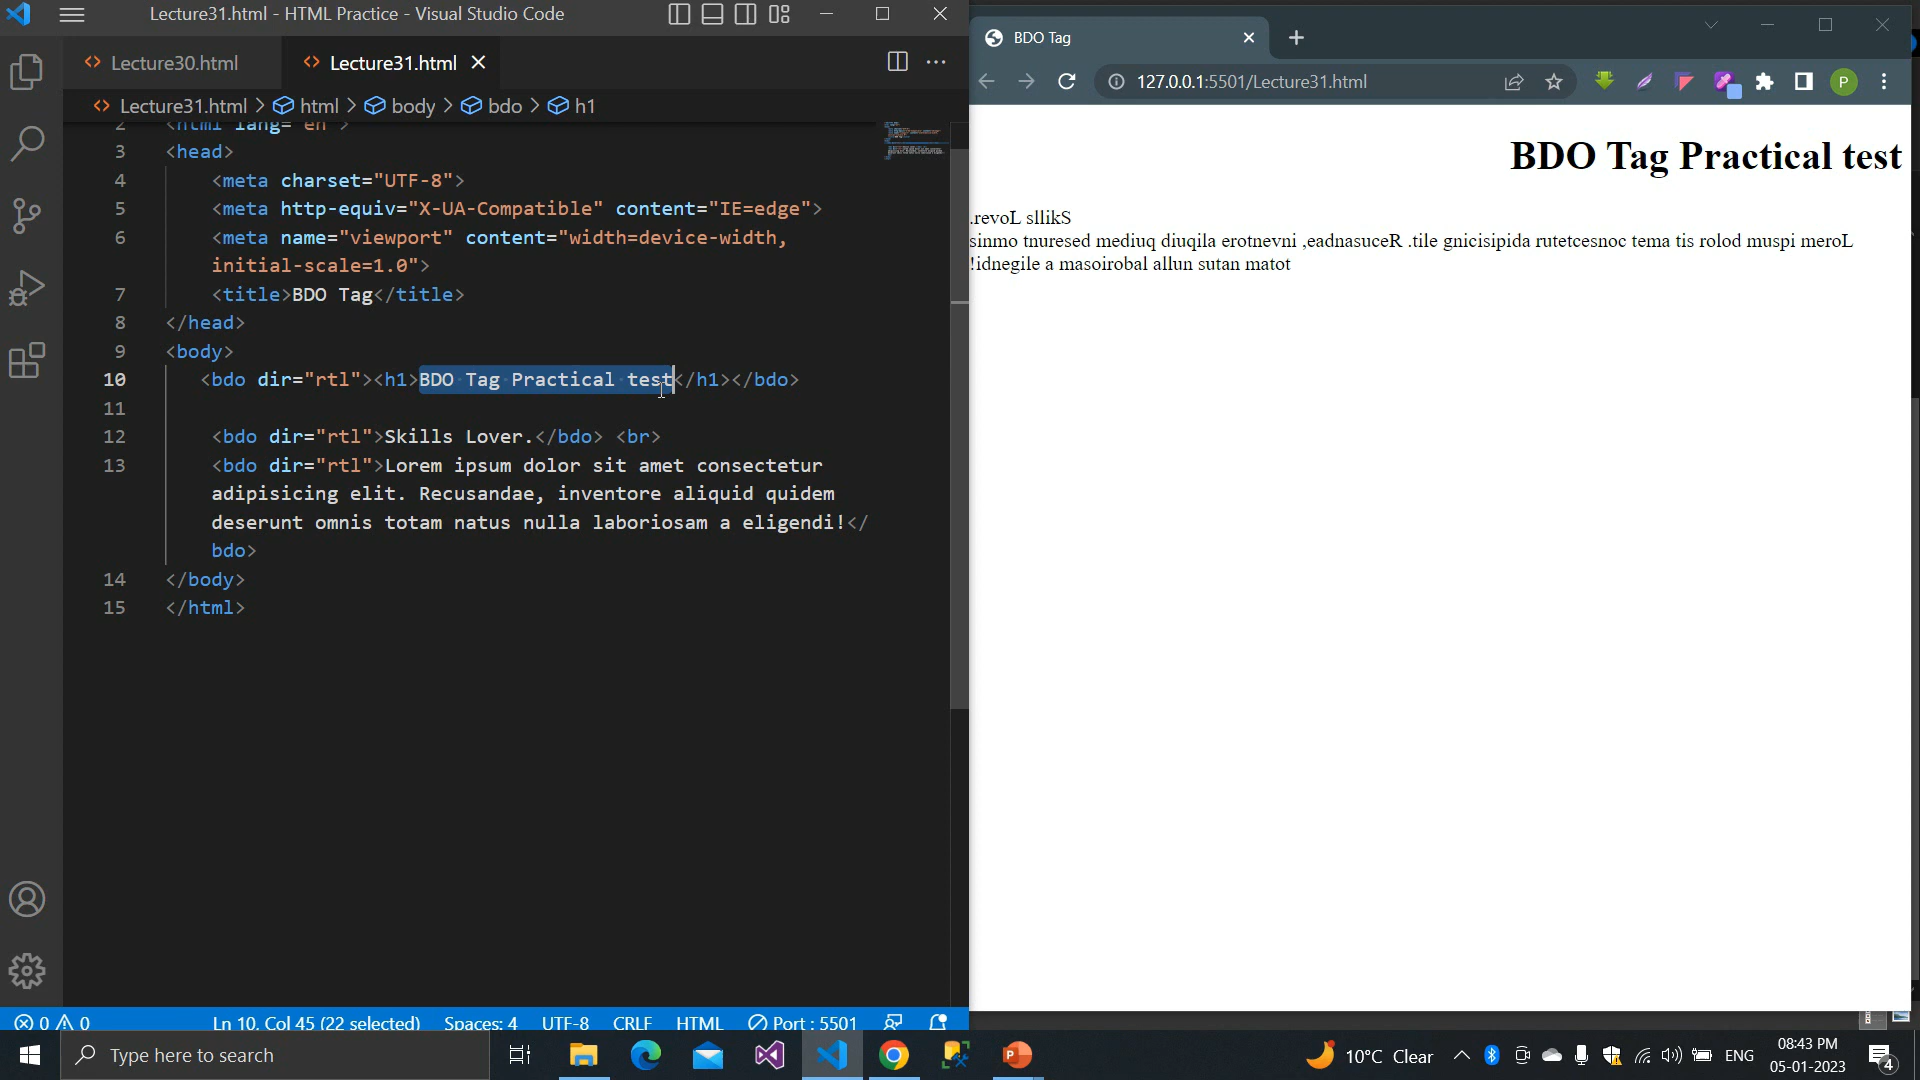 Lecture31.html - HTML Practice - Visual Studio Code
Lecture30.html
Lecture31.html
Lecture31.html > html > body > bdo > h1
2 <html lang="en">
3 <head>
4 <meta charset="UTF-8">
5 <meta http-equiv="X-UA-Compatible" content="IE=edge">
6 <meta name="viewport" content="width=device-width,
initial-scale=1.0">
7 <title>BDO Tag</title>
8 </head>
9 <body>
10 <bdo dir="rtl"><h1>BDO Tag Practical test</h1></bdo>
11
12 <bdo dir="rtl">Skills Lover.</bdo> <br>
13 <bdo dir="rtl">Lorem ipsum dolor sit amet consectetur
adipisicing elit. Recusandae, inventore aliquid quidem
deserunt omnis totam natus nulla laboriosam a eligendi!</
bdo>
14 </body>
15 </html>
0 0 Ln 10, Col 45 (22 selected) Spaces: 4 UTF-8 CRLF HTML Port : 5501
BDO Tag
127.0.0.1:5501/Lecture31.html
P
BDO Tag Practical test
.revoL sllikS
sinmo tnuresed mediuq diuqila erotnevni ,eadnasuceR .tile gnicisipida rutetcesnoc tema tis rolod muspi meroL
!idnegile a masoirobal allun sutan matot
Type here to search
P
10°C Clear
ENG
08:43 PM
05-01-2023
4